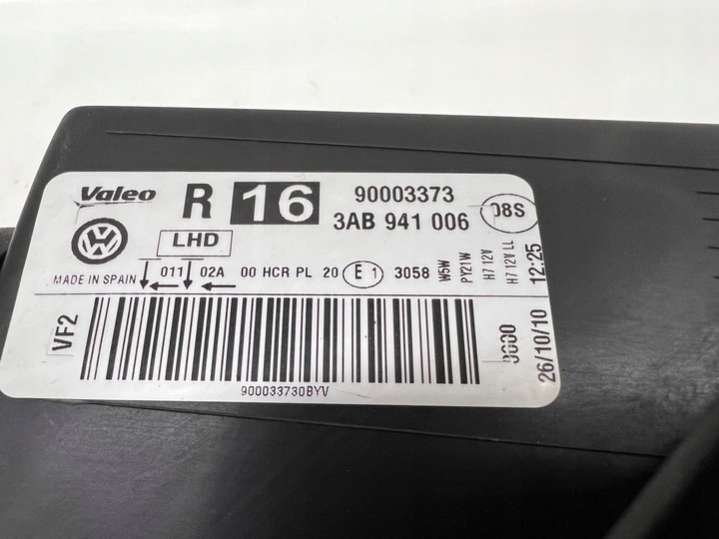 Valeo R 16 90003373
3AB 941 006 08S
LHD
MADE IN SPAIN 011 02A 00 HCR PL 20 E1 3058
W5W
PY21W
H7 12V
H7 12V LL
12:25
VF2
26/10/10
900033730BYV